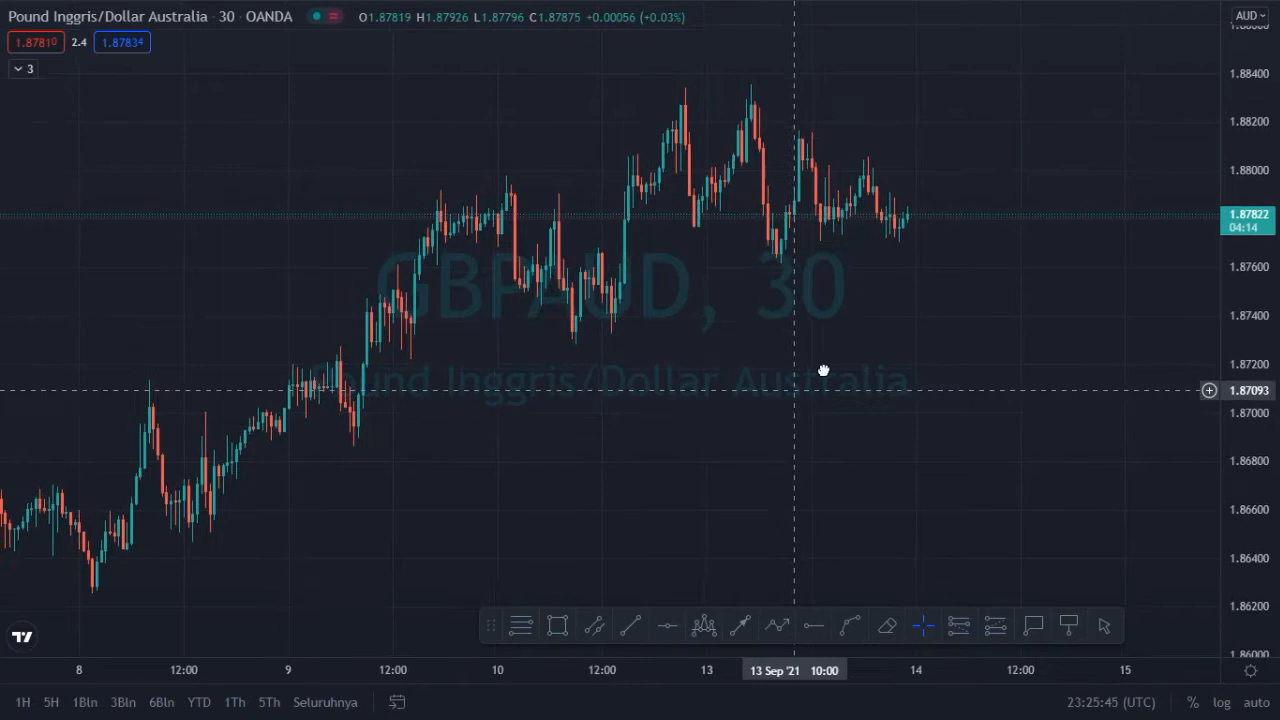 Pound Inggris/Dollar Australia · 30 · OANDA O1.87819 H1.87926 L1.87796 C1.87875 +0.00056 (+0.03%)
AUD
1.87810 2.4 1.87834
3
1.88400
1.88200
1.88000
1.87822
04:14
1.87600
1.87400
1.87200
1.87093
1.87000
1.86800
1.86600
1.86400
1.86200
1.86000
GBPAUD, 30
Pound Inggris/Dollar Australia
8 12:00 9 12:00 10 12:00 13 13 Sep '21 10:00 14 12:00 15
1H 5H 1Bln 3Bln 6Bln YTD 1Th 5Th Seluruhnya 23:25:45 (UTC) % log auto